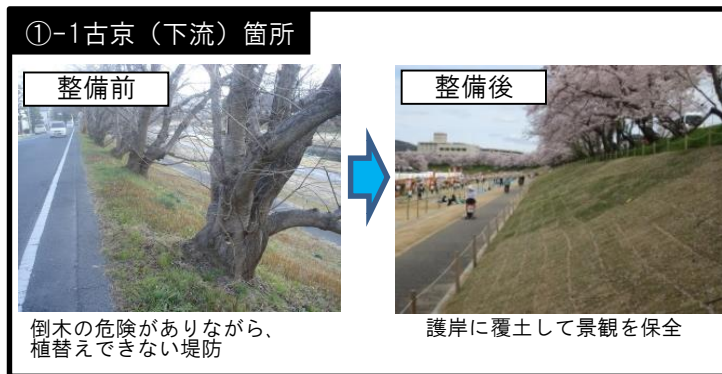 ①-1古京（下流）箇所
整備前
整備後
倒木の危険がありながら、
植替えできない堤防
護岸に覆土して景観を保全